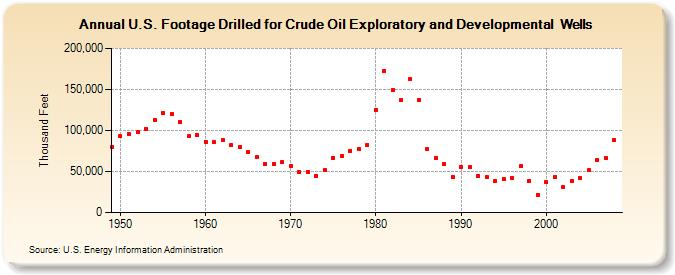 Annual U.S. Footage Drilled for Crude Oil Exploratory and Developmental Wells
Thousand Feet
200,000
150,000
100,000
50,000
0
1950 1960 1970 1980 1990 2000
Source: U.S. Energy Information Administration